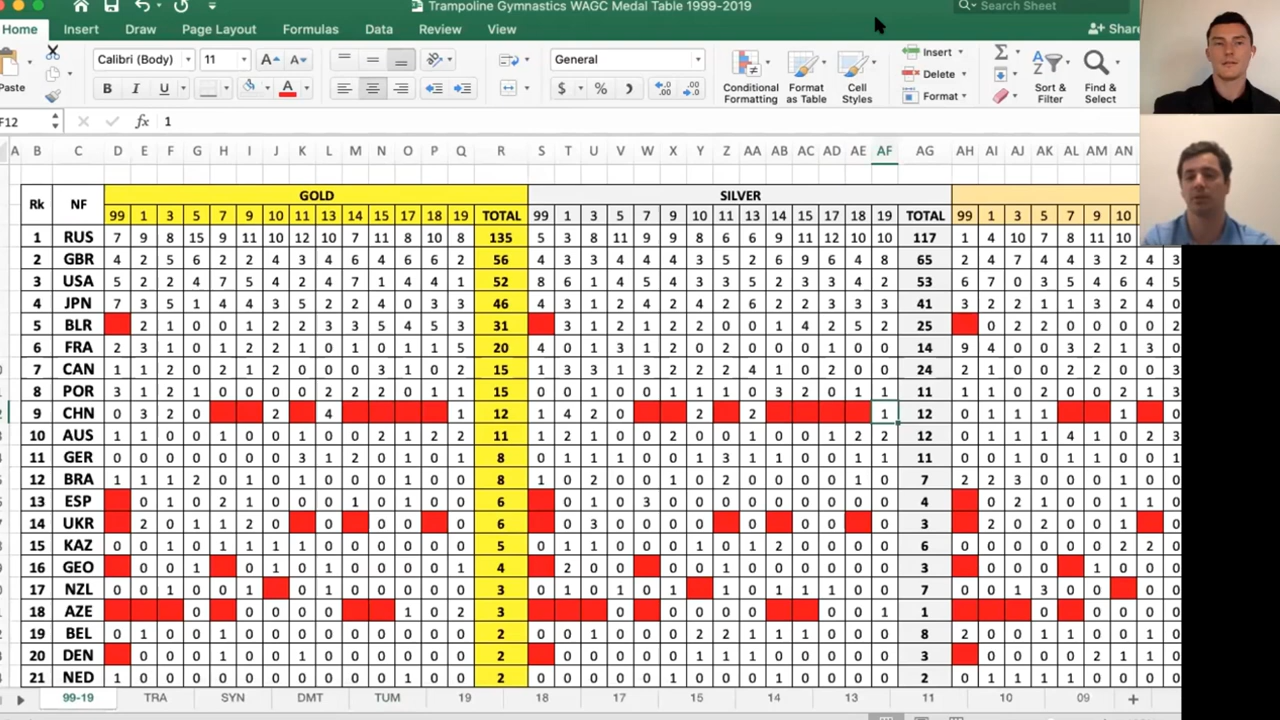 Trampoline Gymnastics WAGC Medal Table 1999-2019
Search Sheet
Home Insert Draw Page Layout Formulas Data Review View Share
Calibri (Body) 11 A A General Insert Σ
Paste B I U A $ % Conditional Formatting Format as Table Cell Styles Delete Format Sort & Filter Find & Select
F12 fx 1
A B C D E F G H I J K L M N O P Q R S T U V W X Y Z AA AB AC AD AE AF AG AH AI AJ AK AL AM AN
Rk NF GOLD SILVER
99 1 3 5 7 9 10 11 13 14 15 17 18 19 TOTAL 99 1 3 5 7 9 10 11 13 14 15 17 18 19 TOTAL 99 1 3 5 7 9 10
1 RUS 7 9 8 15 9 11 10 12 10 7 11 8 10 8 135 5 3 8 11 9 9 8 6 6 9 11 12 10 10 117 1 4 10 7 8 11 10
2 GBR 4 2 5 6 2 2 4 3 4 6 4 6 6 2 56 4 3 3 3 4 4 3 5 2 6 9 6 4 8 65 2 4 7 4 4 3 2 4 3
3 USA 5 2 2 4 7 5 4 2 4 7 1 4 4 1 52 8 6 1 4 5 4 3 3 5 2 3 3 4 2 53 6 7 0 3 5 4 6 4 5
4 JPN 7 3 5 1 4 4 3 5 2 2 4 0 3 3 46 4 3 1 2 4 2 4 2 6 2 2 3 3 3 41 3 2 2 1 1 3 2 4 0
5 BLR 2 1 0 0 1 2 2 3 3 5 4 5 3 31 3 1 2 1 2 2 0 0 1 4 2 5 2 25 0 2 2 0 0 0 0 2
6 FRA 2 3 1 0 1 2 2 1 0 1 0 1 1 5 20 4 0 1 3 1 2 0 0 2 0 0 1 0 0 14 9 4 0 0 3 2 1 3 0
7 CAN 1 1 2 0 2 1 2 0 0 0 3 1 0 2 15 1 3 3 1 3 2 2 2 4 1 0 2 0 0 24 2 1 0 0 2 2 0 0 3
8 POR 3 1 2 1 0 0 0 1 1 1 1 1 2 1 15 0 0 1 0 0 1 1 1 0 3 2 0 1 1 11 1 0 2 0 0 0 2 1 3
9 CHN 0 3 2 0 2 4 1 12 1 4 2 0 2 2 1 12 0 1 1 1 1 0
10 AUS 1 1 0 0 1 0 0 1 0 0 2 1 2 2 11 1 2 1 0 0 2 0 0 1 0 0 1 2 2 12 0 1 1 1 4 1 0 2 3
11 GER 0 0 0 0 0 0 0 3 1 2 0 1 0 1 8 0 1 1 1 0 0 1 3 1 1 0 0 1 1 11 0 0 1 0 0 0 1 0 1
12 BRA 1 1 1 2 0 1 0 1 0 0 0 0 1 0 8 1 0 2 0 0 1 0 2 0 0 0 0 1 0 7 2 2 3 0 0 0 1 0 0
13 ESP 0 1 0 2 1 0 0 0 1 0 1 0 0 6 0 1 0 3 0 0 0 0 0 0 0 0 0 4 0 2 1 0 0 1 1 0
14 UKR 2 0 1 1 2 0 0 0 0 0 6 0 3 0 0 0 0 0 0 0 0 3 2 0 2 0 0 1 0
15 KAZ 0 0 1 0 1 1 1 1 0 0 0 0 0 0 5 0 1 1 0 0 0 1 0 1 2 0 0 0 0 6 0 0 0 0 0 0 2 2 0
16 GEO 0 0 1 0 0 1 0 1 0 0 0 0 1 4 2 0 0 0 0 1 0 0 0 0 0 0 3 0 0 0 1 0 0 0
17 NZL 0 0 1 0 0 1 0 1 0 0 0 0 0 3 0 1 0 1 0 1 1 0 1 1 1 0 0 7 0 0 1 3 0 0 0 0
18 AZE 0 0 0 0 0 1 0 2 3 0 0 0 0 0 0 0 1 1 0 0 0 0 0
19 BEL 0 1 0 0 1 0 0 0 0 0 0 0 0 0 2 0 0 1 0 0 0 2 2 1 1 1 0 0 0 8 2 0 0 1 1 0 0 1 0
20 DEN 0 0 0 1 0 0 1 0 0 0 0 0 0 2 0 0 0 0 0 1 1 1 0 0 0 0 0 3 0 0 0 0 2 1 1 0
21 NED 1 0 0 0 0 0 0 0 0 0 0 1 0 0 2 0 0 0 0 0 1 0 0 0 1 0 0 0 0 2 1 1 0 0 0 0 0 0 0
99-19 TRA SYN DMT TUM 19 18 17 15 14 13 11 10 09